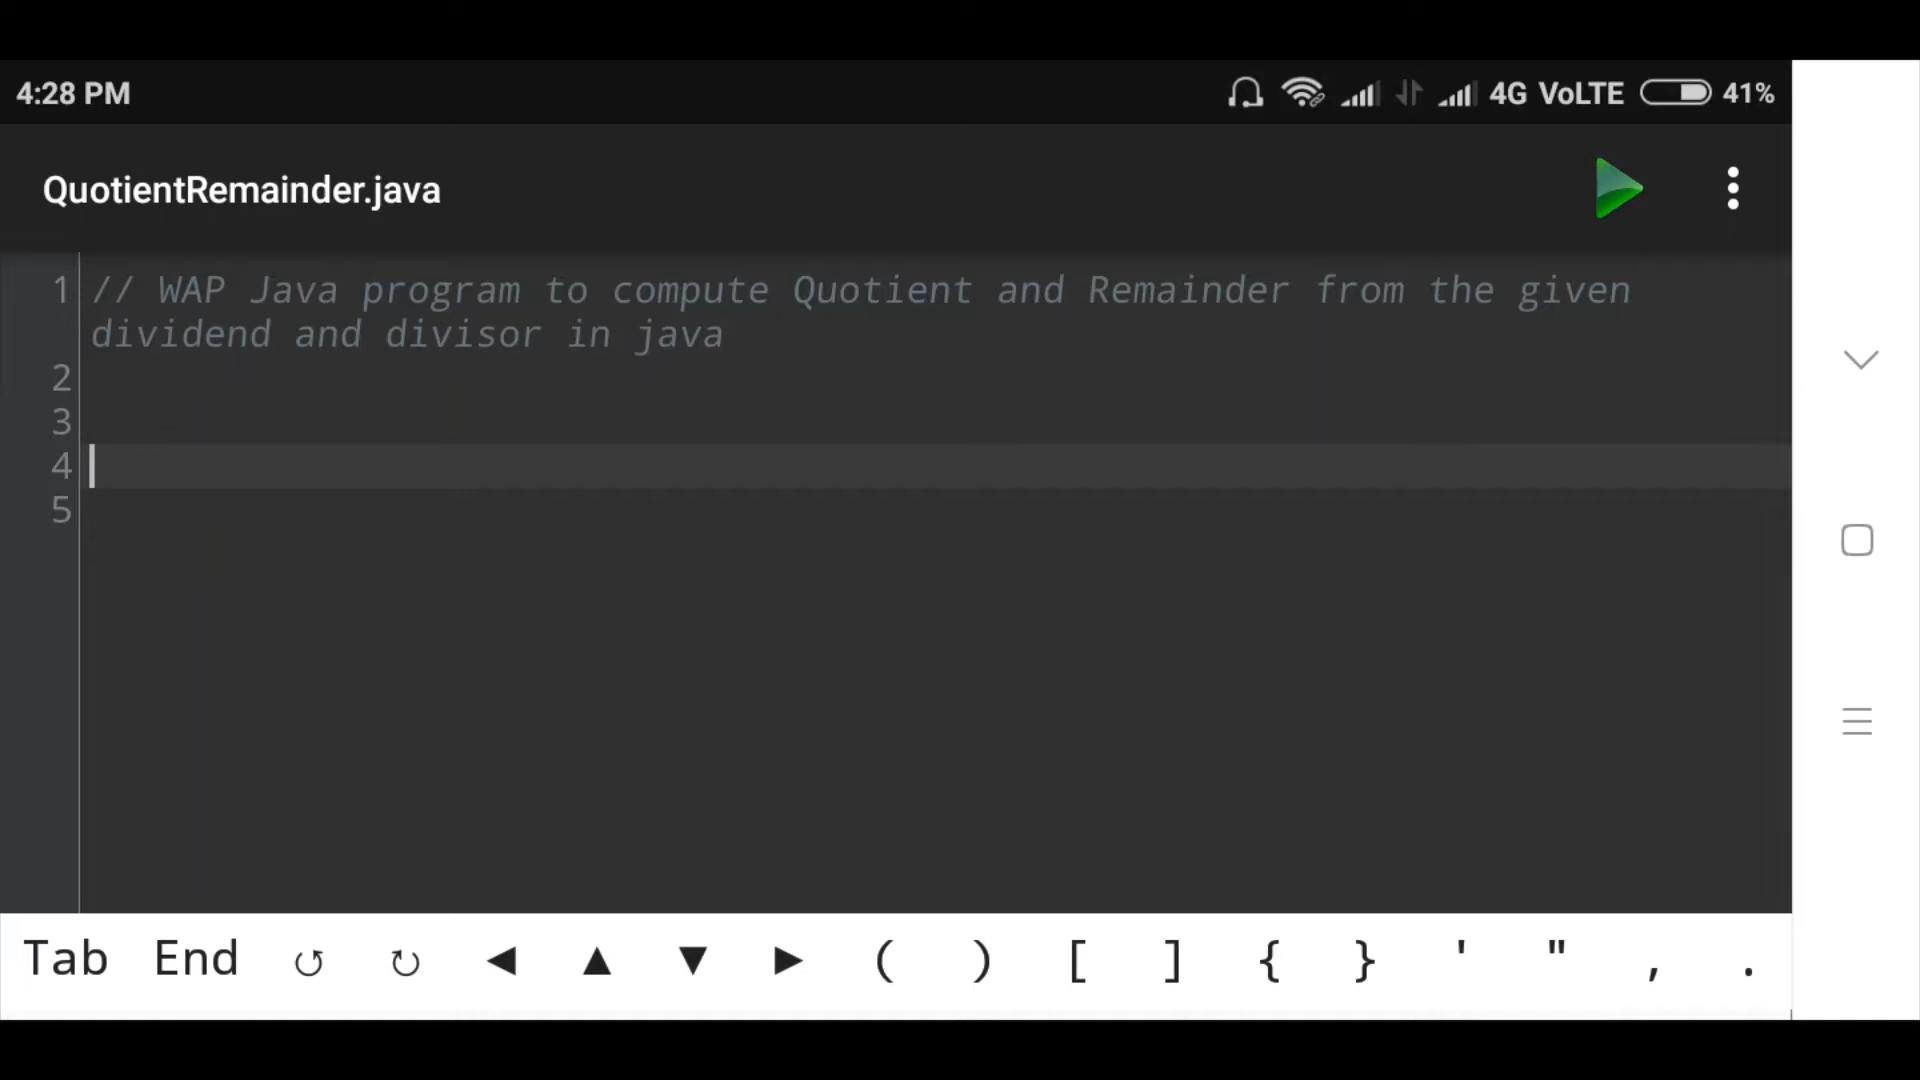 4:28 PM
4G VoLTE 41%
QuotientRemainder.java
1 // WAP Java program to compute Quotient and Remainder from the given
dividend and divisor in java
2
3
4
5
Tab End ↺ ↻ ◀ ▲ ▼ ▶ ( ) [ ] { } ' " , .